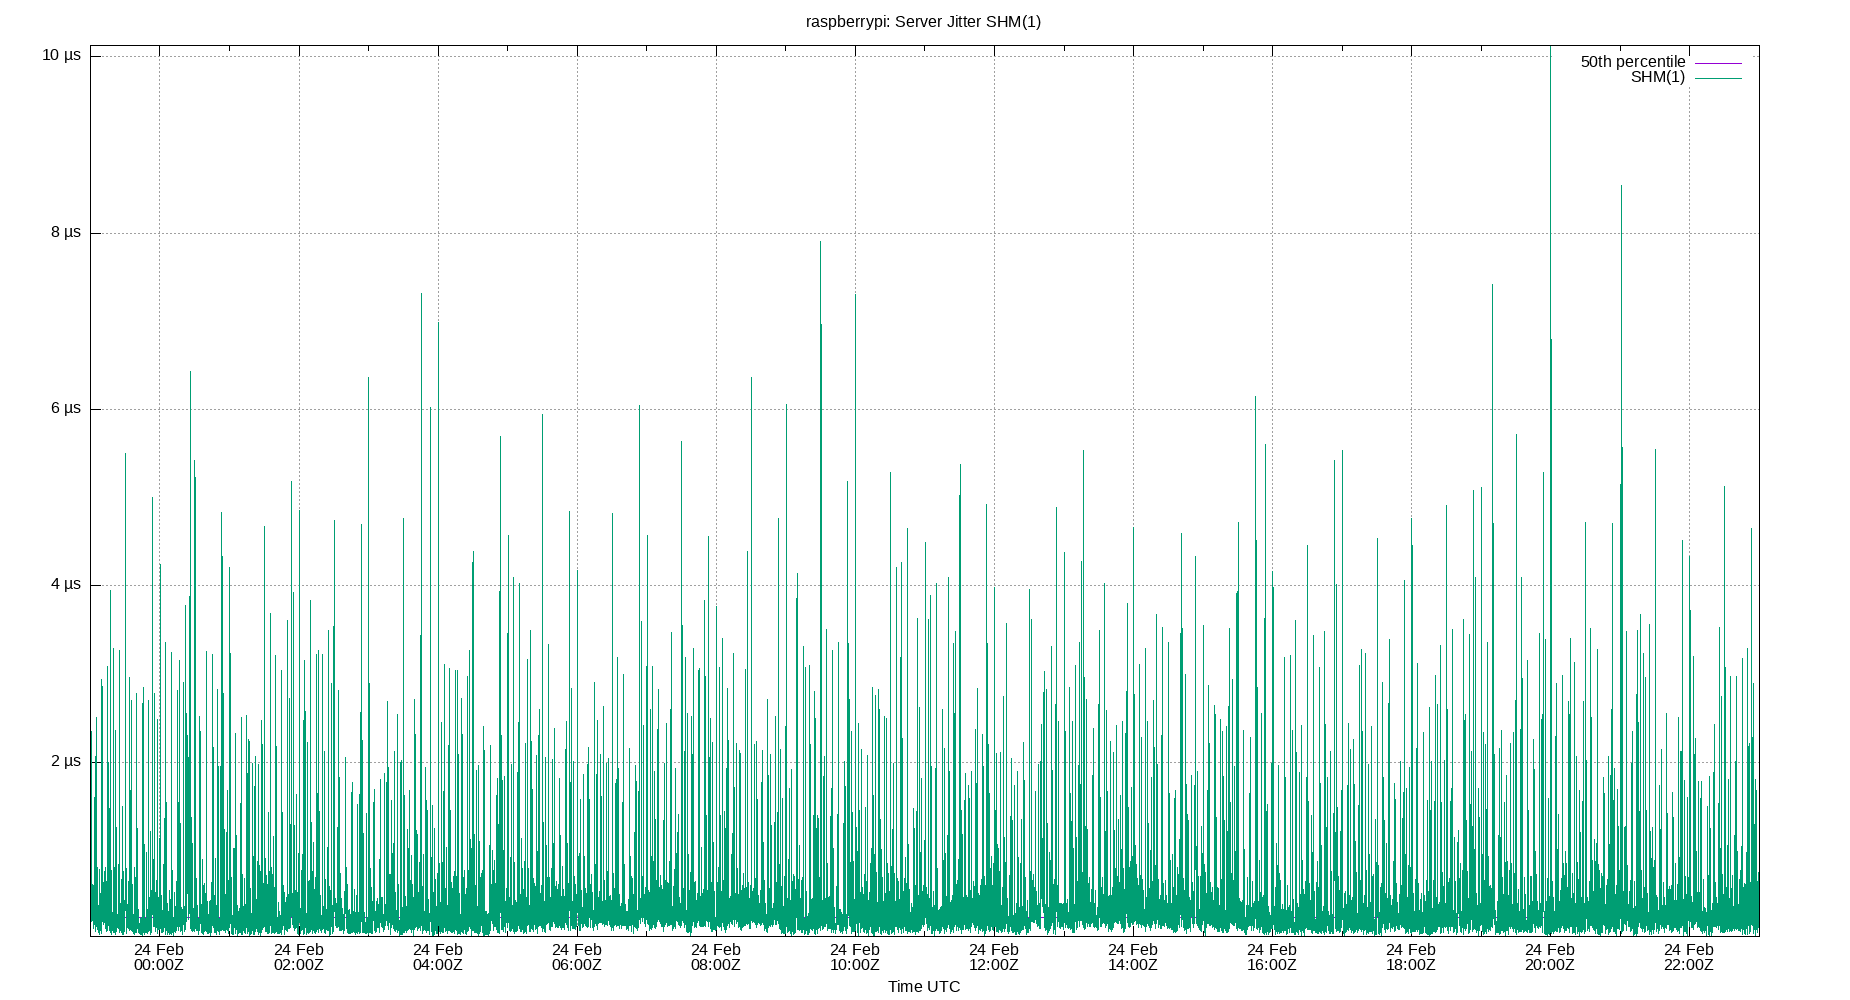 raspberrypi: Server Jitter SHM(1)
10 µs
50th percentile
SHM(1)
8 µs
6 µs
4 µs
2 µs
24 Feb 24 Feb 24 Feb 24 Feb 24 Feb 24 Feb 24 Feb 24 Feb 24 Feb 24 Feb 24 Feb 24 Feb
00:00Z 02:00Z 04:00Z 06:00Z 08:00Z 10:00Z 12:00Z 14:00Z 16:00Z 18:00Z 20:00Z 22:00Z
Time UTC